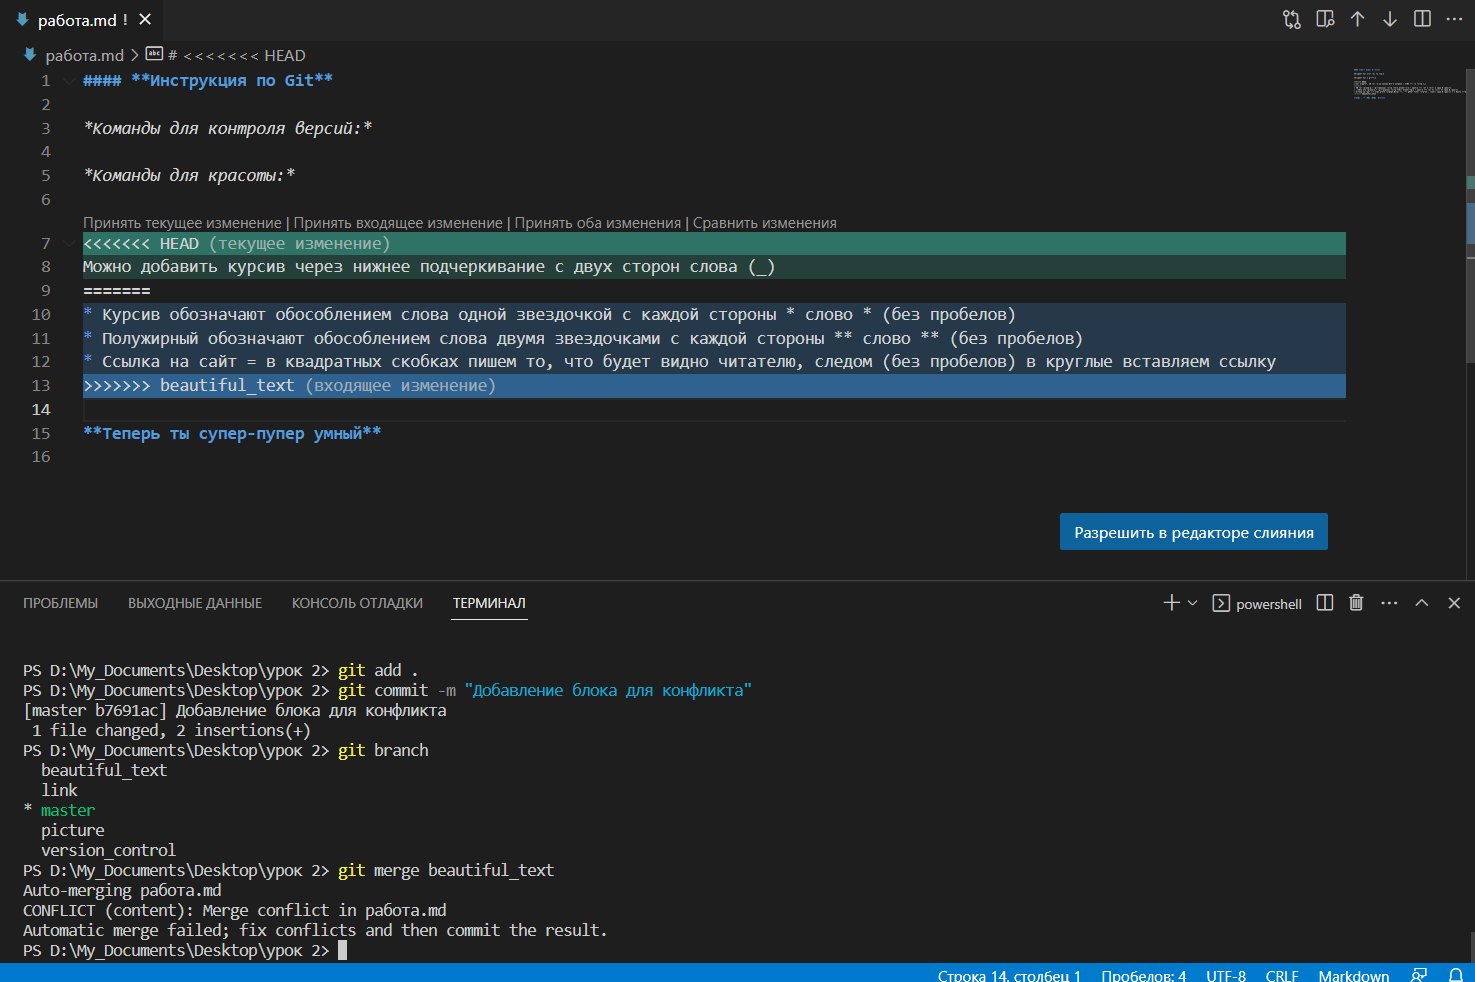 работа.md !
работа.md > # <<<<<<< HEAD
1 #### **Инструкция по Git**
2
3 *Команды для контроля версий:*
4
5 *Команды для красоты:*
6
Принять текущее изменение | Принять входящее изменение | Принять оба изменения | Сравнить изменения
7 <<<<<<< HEAD (текущее изменение)
8 Можно добавить курсив через нижнее подчеркивание с двух сторон слова (_)
9 =======
10 * Курсив обозначают обособлением слова одной звездочкой с каждой стороны * слово * (без пробелов)
11 * Полужирный обозначают обособлением слова двумя звездочками с каждой стороны ** слово ** (без пробелов)
12 * Ссылка на сайт = в квадратных скобках пишем то, что будет видно читателю, следом (без пробелов) в круглые вставляем ссылку
13 >>>>>>> beautiful_text (входящее изменение)
14
15 **Теперь ты супер-пупер умный**
16
Разрешить в редакторе слияния
ПРОБЛЕМЫ ВЫХОДНЫЕ ДАННЫЕ КОНСОЛЬ ОТЛАДКИ ТЕРМИНАЛ powershell
PS D:\My_Documents\Desktop\урок 2> git add .
PS D:\My_Documents\Desktop\урок 2> git commit -m "Добавление блока для конфликта"
[master b7691ac] Добавление блока для конфликта
1 file changed, 2 insertions(+)
PS D:\My_Documents\Desktop\урок 2> git branch
beautiful_text
link
* master
picture
version_control
PS D:\My_Documents\Desktop\урок 2> git merge beautiful_text
Auto-merging работа.md
CONFLICT (content): Merge conflict in работа.md
Automatic merge failed; fix conflicts and then commit the result.
PS D:\My_Documents\Desktop\урок 2>
Строка 14, столбец 1 Пробелов: 4 UTF-8 CRLF Markdown